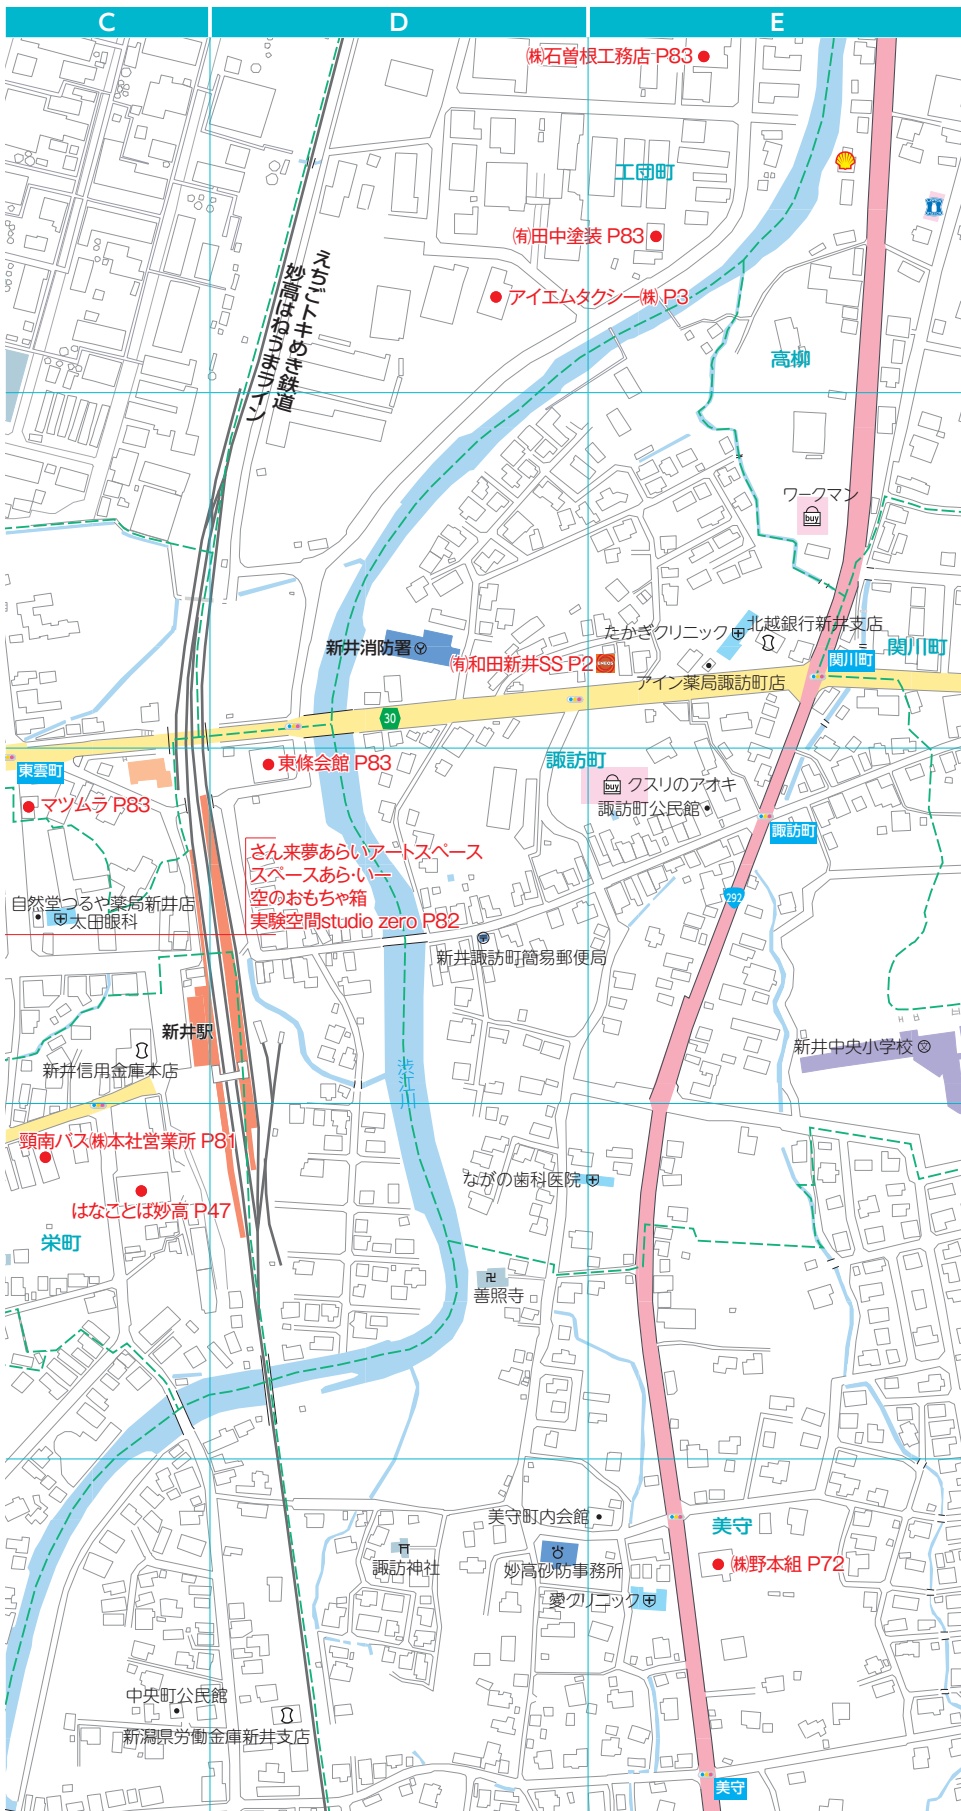 C
D
E
㈱石曽根工務店 P83
工団町
㈲田中塗装 P83
アイエムタクシー㈱ P3
えちごトキめき鉄道
妙高はねうまライン
高柳
ワークマン
buy
新井消防署
たかぎクリニック
北越銀行新井支店
関川町
関川町
㈲和田新井SS P2
ENEOS
アイン薬局諏訪町店
30
東雲町
東條会館 P83
諏訪町
マツムラ P83
buy
クスリのアオキ
諏訪町公民館
諏訪町
さん来夢あらいアートスペース
スペースあら・いー
空のおもちゃ箱
実験空間studio zero P82
292
自然堂つるや薬局新井店
太田眼科
新井諏訪町簡易郵便局
新井駅
新井中央小学校
文
新井信用金庫本店
渋江川
頸南バス㈱本社営業所 P81
ながの歯科医院
はなことば妙高 P47
栄町
善照寺
美守町内会館
美守
諏訪神社
妙高砂防事務所
㈱野本組 P72
愛クリニック
中央町公民館
新潟県労働金庫新井支店
美守